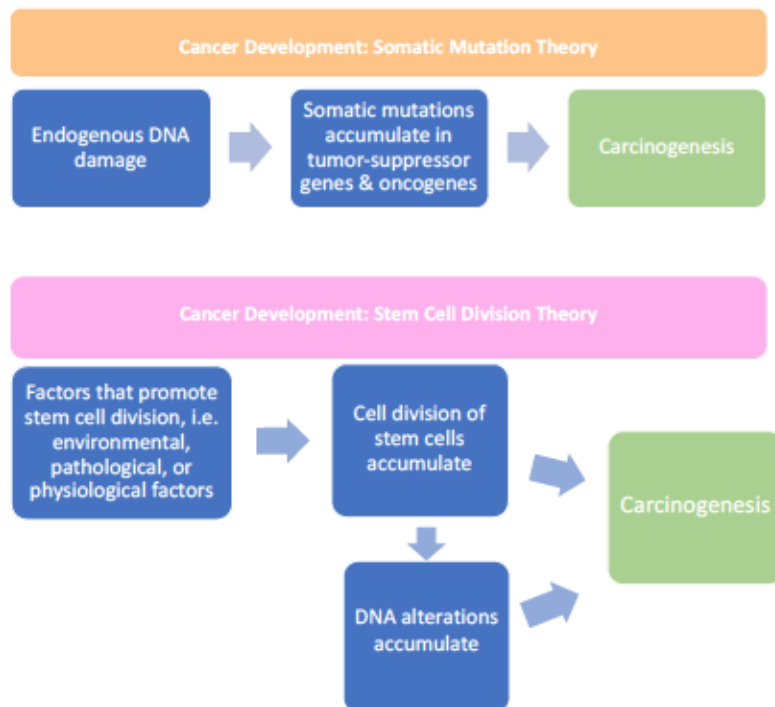 Cancer Development: Somatic Mutation Theory
Endogenous DNA
damage
Somatic mutations
accumulate in
tumor-suppressor
genes & oncogenes
Carcinogenesis
Cancer Development: Stem Cell Division Theory
Factors that promote
stem cell division, i.e.
environmental,
pathological, or
physiological factors
Cell division of
stem cells
accumulate
Carcinogenesis
DNA alterations
accumulate